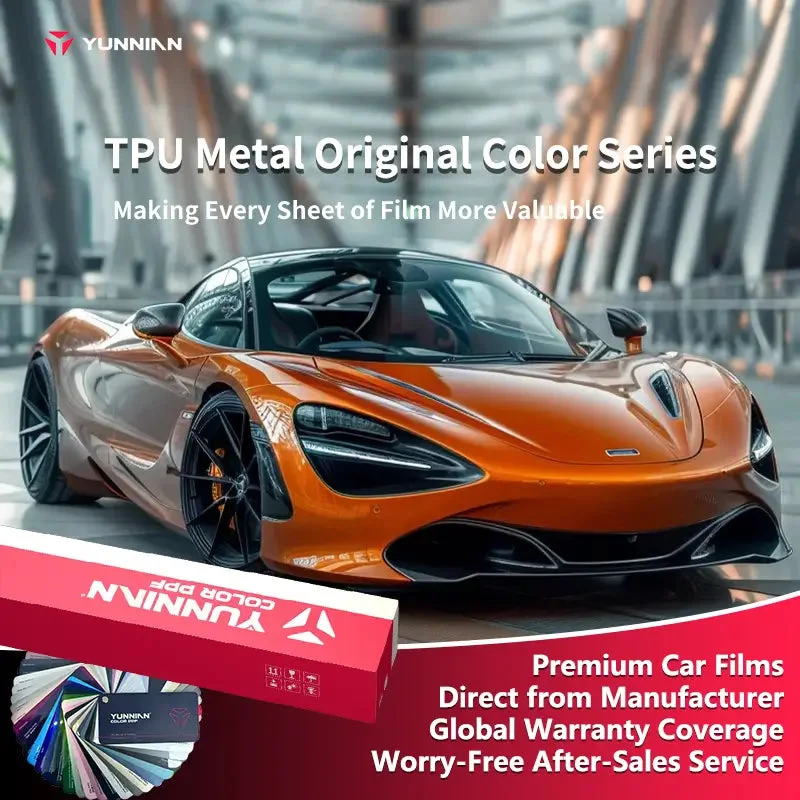 YUNNIAN
TPU Metal Original Color Series
Making Every Sheet of Film More Valuable
YUNNIAN®
COLOR PPF
YUNNIAN
COLOR PPF
Premium Car Films
Direct from Manufacturer
Global Warranty Coverage
Worry-Free After-Sales Service